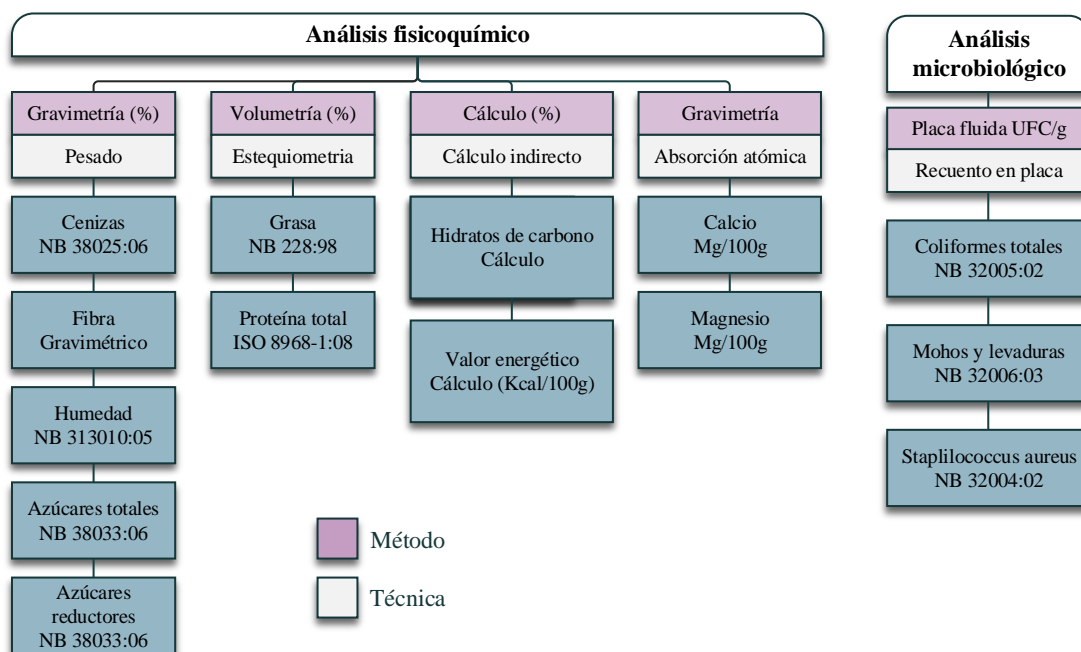 Análisis fisicoquímico
Gravimetría (%)
Pesado
Cenizas
NB 38025:06
Fibra
Gravimétrico
Humedad
NB 313010:05
Azúcares totales
NB 38033:06
Azúcares
reductores
NB 38033:06
Volumetría (%)
Estequiometria
Grasa
NB 228:98
Proteína total
ISO 8968-1:08
Cálculo (%)
Cálculo indirecto
Hidratos de carbono
Cálculo
Valor energético
Cálculo (Kcal/100g)
Gravimetría
Absorción atómica
Calcio
Mg/100g
Magnesio
Mg/100g
Análisis
microbiológico
Placa fluida UFC/g
Recuento en placa
Coliformes totales
NB 32005:02
Mohos y levaduras
NB 32006:03
Staplilococcus aureus
NB 32004:02
Método
Técnica